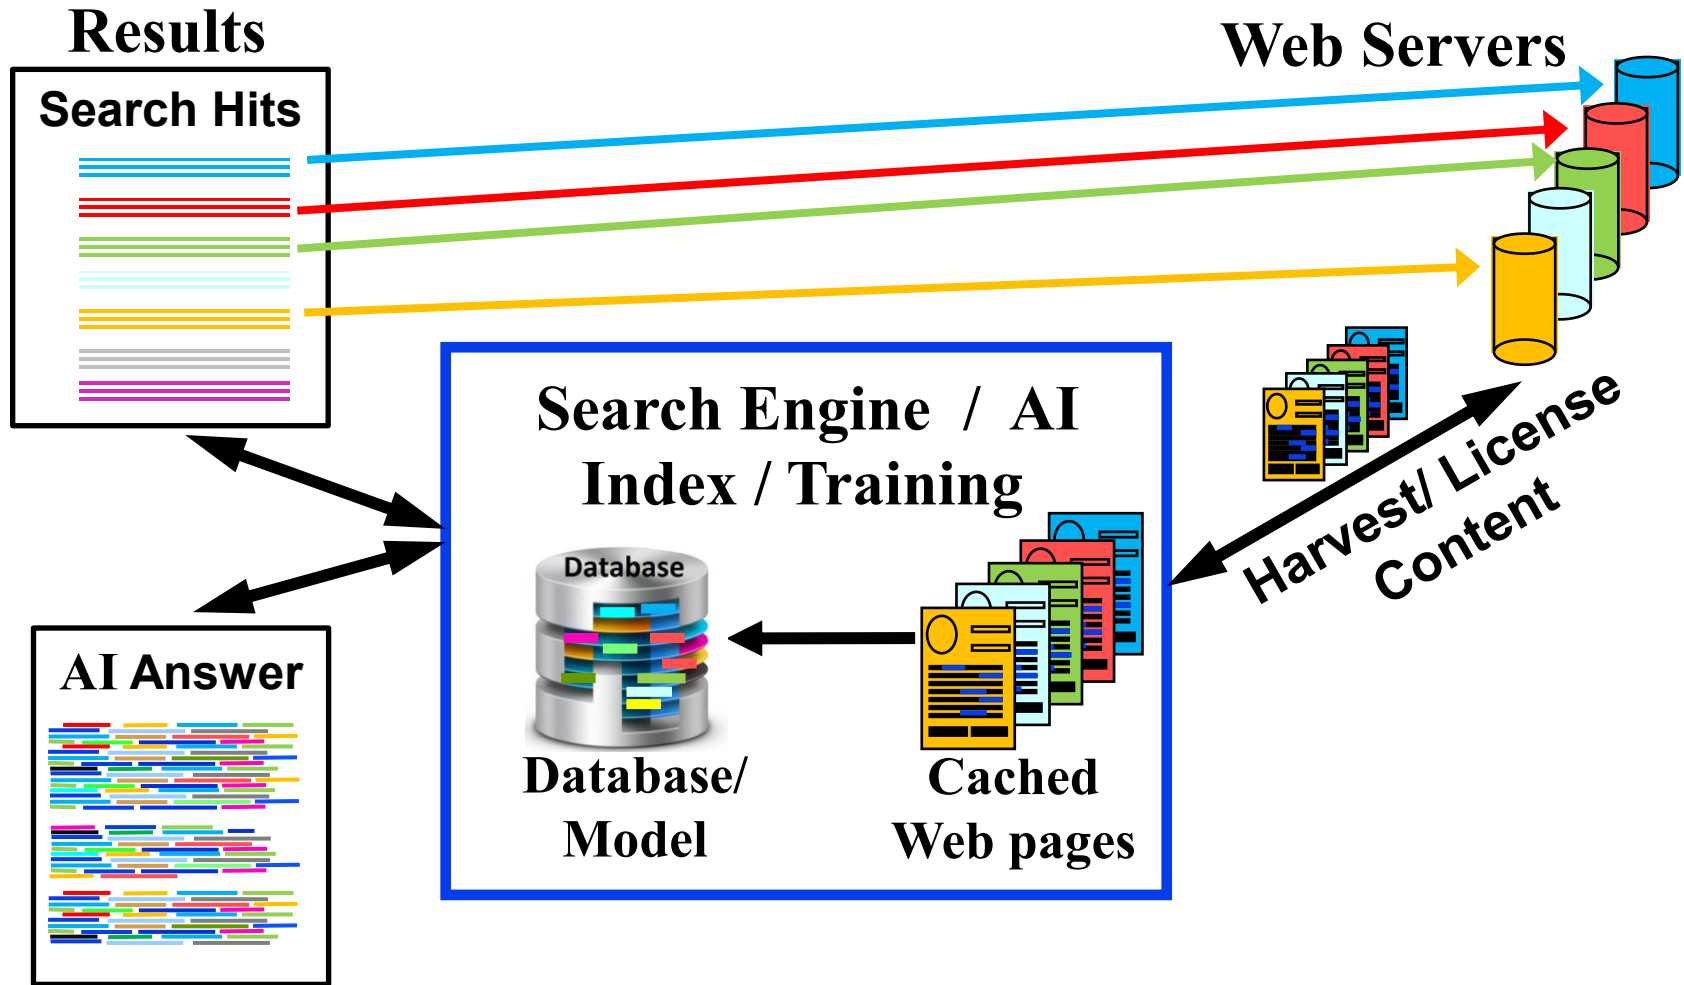 Results
Web Servers
Search Hits
Search Engine / AI
Index / Training
Harvest/ License
Content
Database
AI Answer
Database/
Model
Cached
Web pages